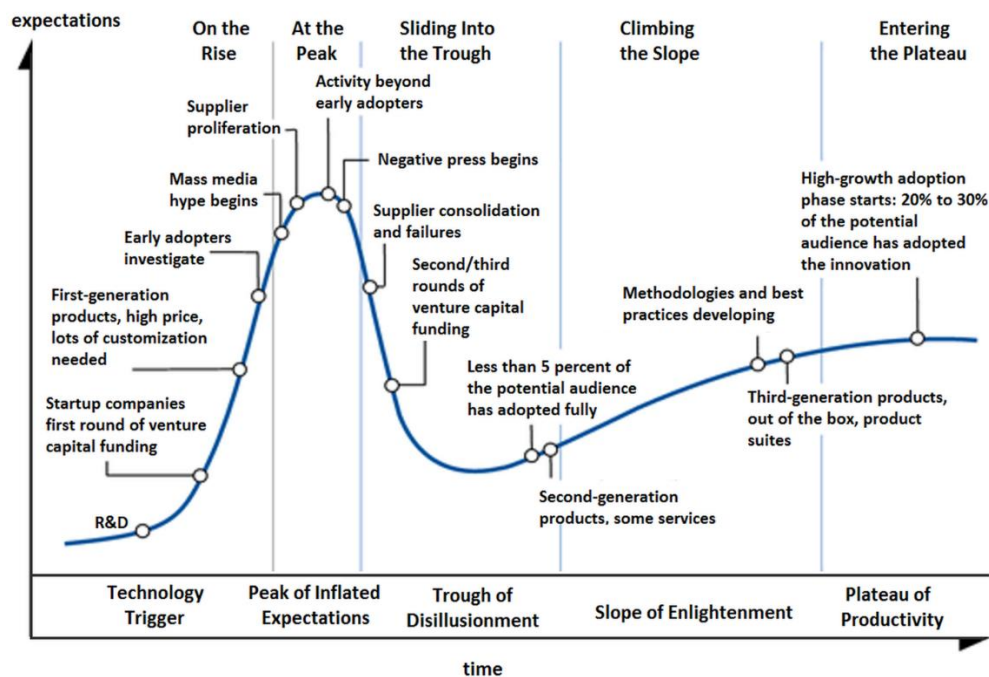 expectations
On the
Rise
At the
Peak
Sliding Into
the Trough
Climbing
the Slope
Entering
the Plateau
Activity beyond
early adopters
Supplier
proliferation
Negative press begins
Mass media
hype begins
High-growth adoption
phase starts: 20% to 30%
of the potential
audience has adopted
the innovation
Supplier consolidation
and failures
Early adopters
investigate
Second/third
rounds of
venture capital
funding
First-generation
products, high price,
lots of customization
needed
Methodologies and best
practices developing
Less than 5 percent of
the potential audience
has adopted fully
Third-generation products,
out of the box, product
suites
Startup companies
first round of venture
capital funding
Second-generation
products, some services
R&D
Technology
Trigger
Peak of Inflated
Expectations
Trough of
Disillusionment
Slope of Enlightenment
Plateau of
Productivity
time